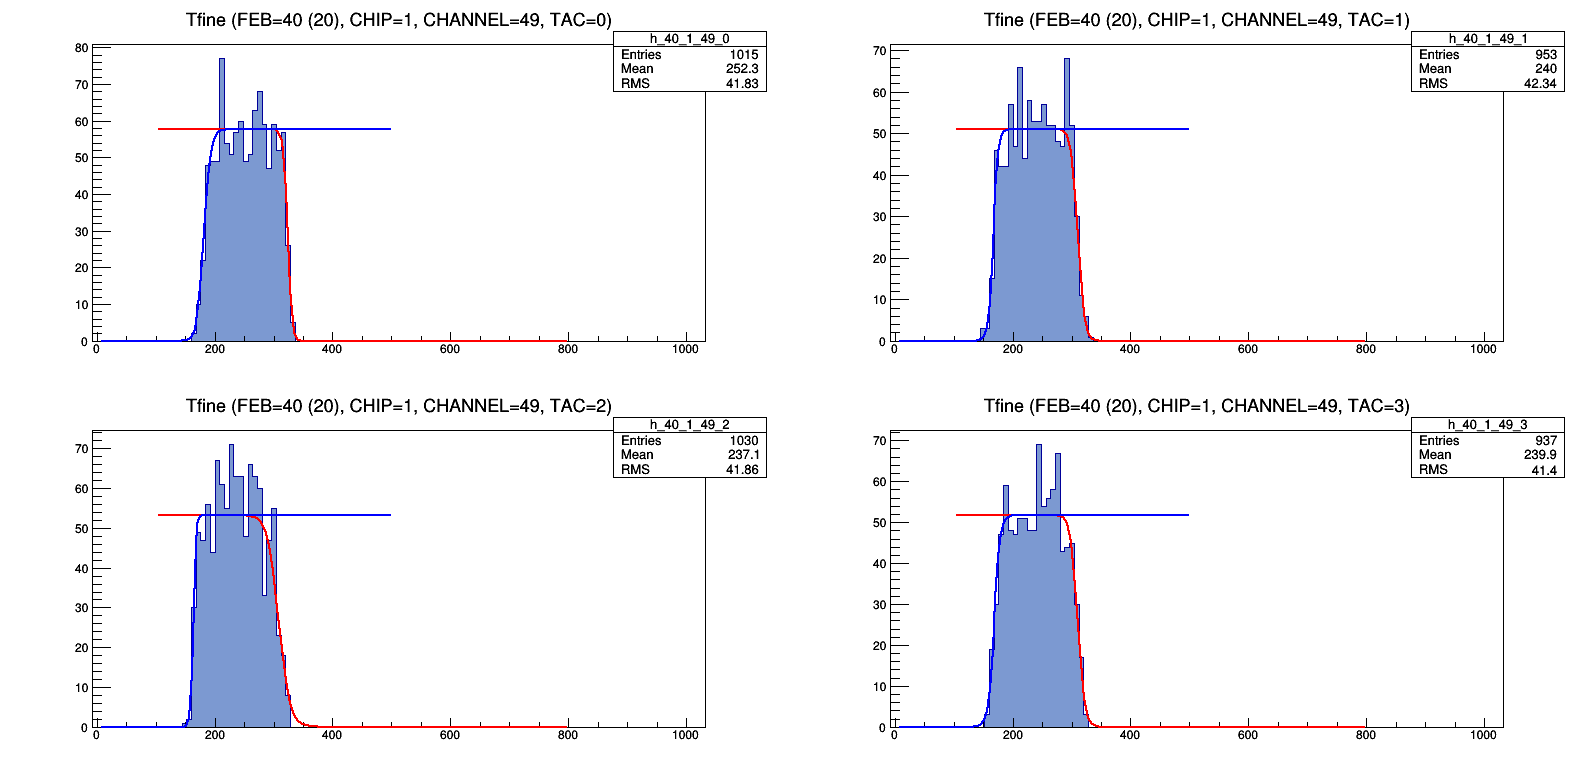 Tfine (FEB=40 (20), CHIP=1, CHANNEL=49, TAC=0)
h_40_1_49_0
Entries 1015
Mean 252.3
RMS 41.83
80
70
60
50
40
30
20
10
0
0 200 400 600 800 1000
Tfine (FEB=40 (20), CHIP=1, CHANNEL=49, TAC=1)
h_40_1_49_1
Entries 953
Mean 240
RMS 42.34
70
60
50
40
30
20
10
0
0 200 400 600 800 1000
Tfine (FEB=40 (20), CHIP=1, CHANNEL=49, TAC=2)
h_40_1_49_2
Entries 1030
Mean 237.1
RMS 41.86
70
60
50
40
30
20
10
0
0 200 400 600 800 1000
Tfine (FEB=40 (20), CHIP=1, CHANNEL=49, TAC=3)
h_40_1_49_3
Entries 937
Mean 239.9
RMS 41.4
70
60
50
40
30
20
10
0
0 200 400 600 800 1000